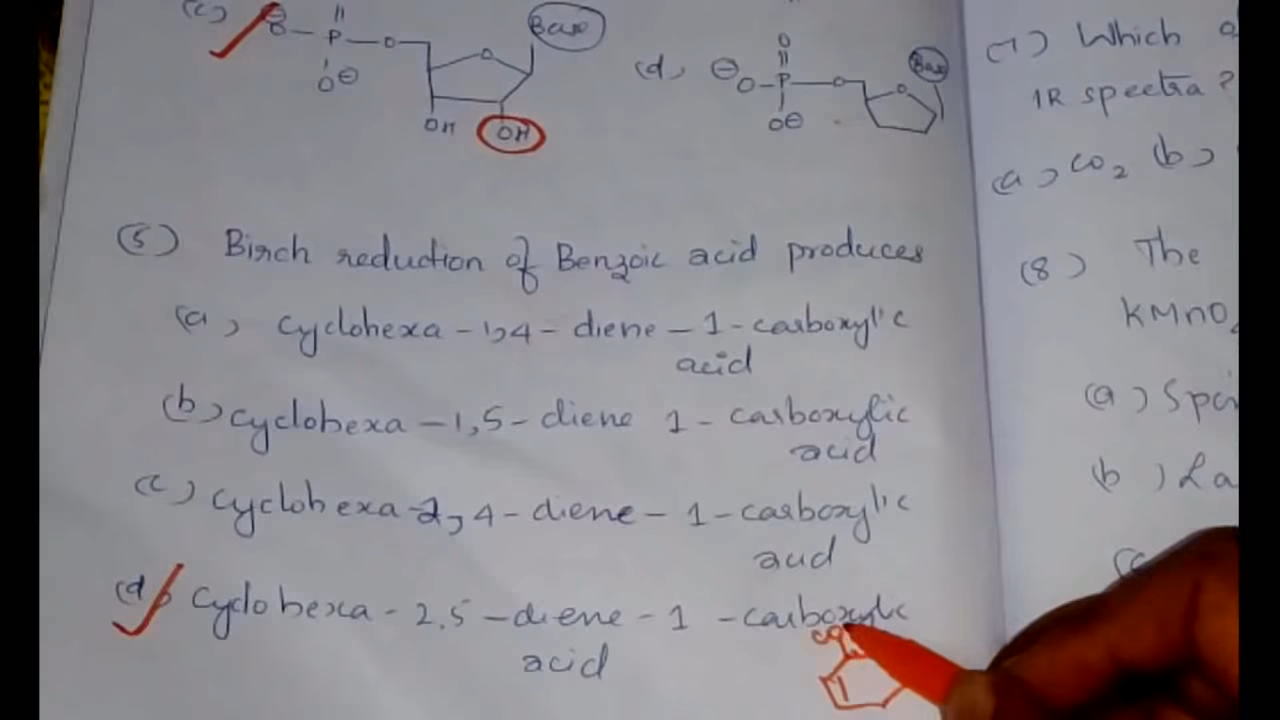 (c) ⊖O-P-O Base
O⊖
OH OH
(d) ⊖O-P-O Base
O
O⊖
(5) Birch reduction of Benzoic acid produces
(a) cyclohexa - 1,4 - diene - 1 - carboxylic
acid
(b) cyclohexa - 1,5 - diene 1 - carboxylic
acid
(c) cyclohexa - 2, 4 - diene - 1 - carboxylic
acid
(d) Cyclohexa - 2,5 - diene - 1 - carboxylic
acid
(7) Which
IR spectra ?
(a) CO2 (b)
(8) The
KMnO4
(a)
(b)